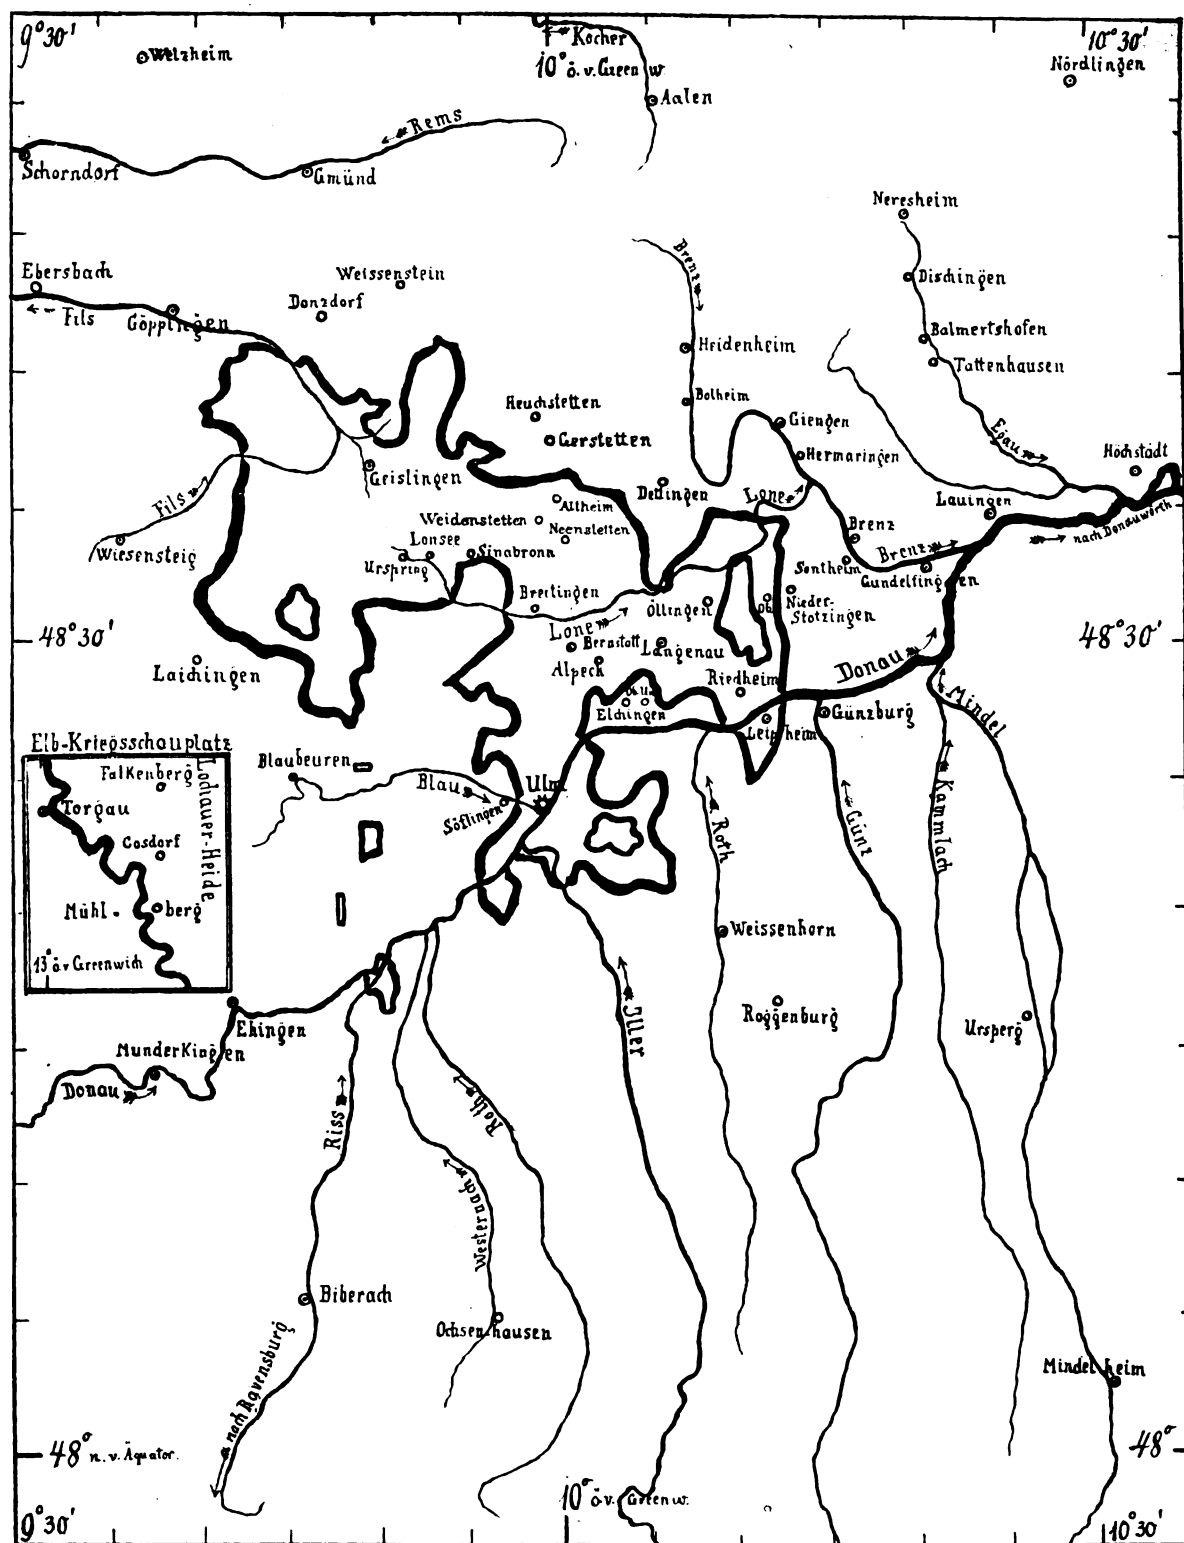 9°30'
Welzheim
Kocher
10° ö. v. Greenw.
10°30'
Nördlingen
Aalen
Rems
Schorndorf
Gmünd
Neresheim
Brenz
Ebersbach
Weissenstein
Dischingen
Donzdorf
Fils
Göppingen
Balmertshofen
Heidenheim
Tattenhausen
Bolheim
Heuchstetten
Giengen
Gerstetten
Egau
Höchstädt
Hermaringen
Geislingen
Dettingen
Lone
Lauingen
Fils
Altheim
nach Donauwörth
Weidenstetten
Neenstetten
Brenz
Brenz
Wiesensteig
Lonsee
Sinabronn
Urspring
Sontheim
Gundelfingen
Breitingen
Öllingen
Ob.
Nieder-
Stotzingen
Lone
48°30'
Bernstatt
Langenau
48°30'
Laichingen
Alpeck
Riedheim
Donau
Ob. u.
Elchingen
Mindel
Günzburg
Leipheim
Elb-Kriegsschauplatz
Blaubeuren
Falkenberg
Lochauer-Heide
Blau
Ulm
Torgau
Söflingen
Kammlach
Roth
Günz
Cosdorf
Mühl-berg
Weissenhorn
13° ö. v Greenwich
Ehingen
Roggenburg
Iller
Ursperg
Munderkingen
Donau
Riss
Roth
Westernach
Biberach
Ochsenhausen
nach Ravensburg
Mindelheim
48° n. v. Äquator.
48°
10° ö. v. Greenw.
9°30'
10°30'